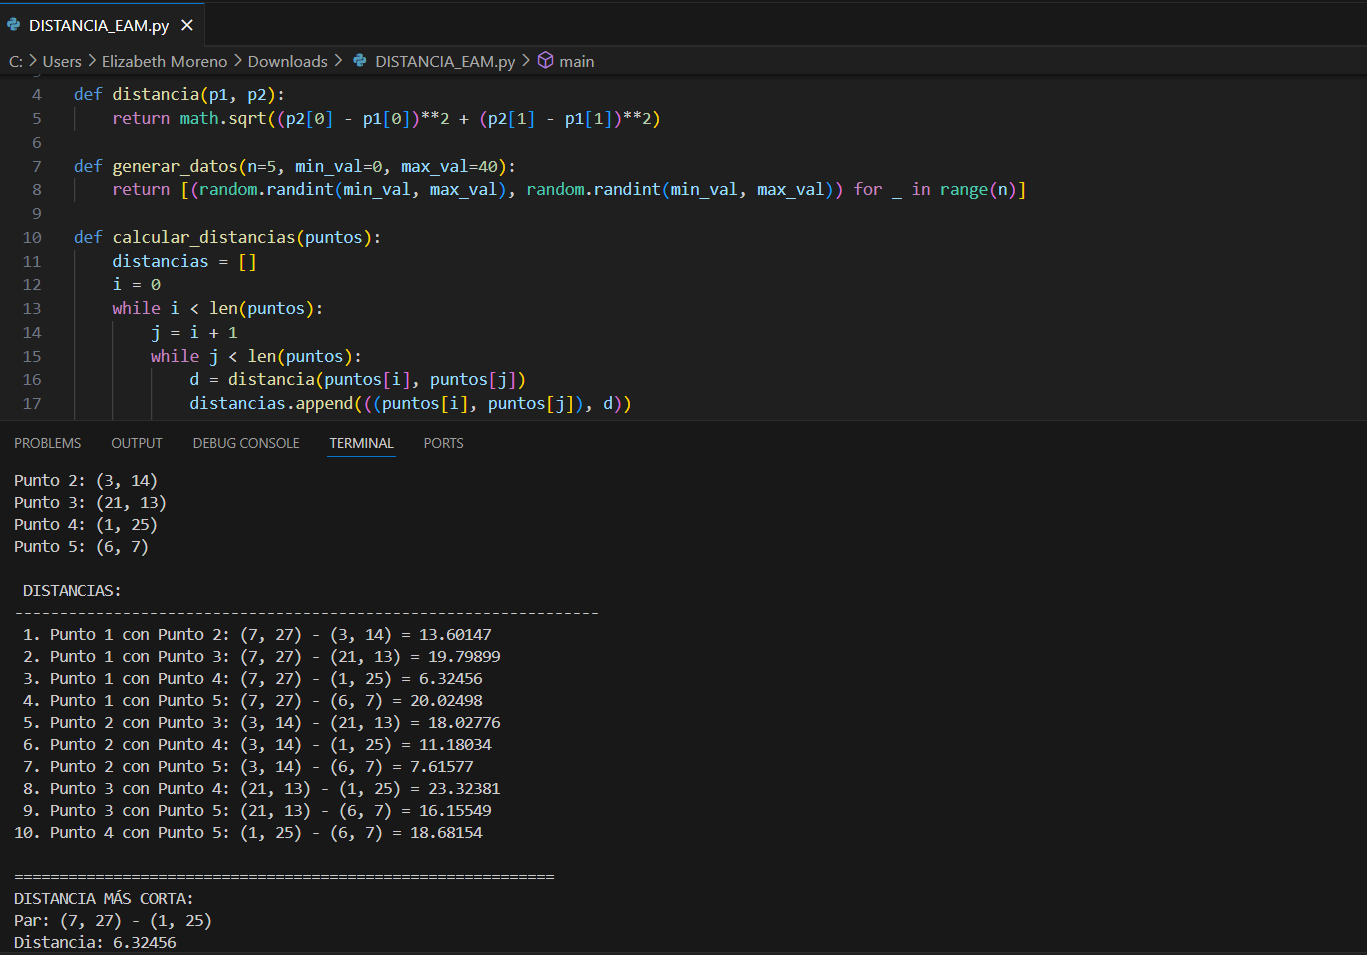 DISTANCIA_EAM.py
C: > Users > Elizabeth Moreno > Downloads > DISTANCIA_EAM.py > main
4 def distancia(p1, p2):
5 return math.sqrt((p2[0] - p1[0])**2 + (p2[1] - p1[1])**2)
6
7 def generar_datos(n=5, min_val=0, max_val=40):
8 return [(random.randint(min_val, max_val), random.randint(min_val, max_val)) for _ in range(n)]
9
10 def calcular_distancias(puntos):
11 distancias = []
12 i = 0
13 while i < len(puntos):
14 j = i + 1
15 while j < len(puntos):
16 d = distancia(puntos[i], puntos[j])
17 distancias.append(((puntos[i], puntos[j]), d))
PROBLEMS OUTPUT DEBUG CONSOLE TERMINAL PORTS
Punto 2: (3, 14)
Punto 3: (21, 13)
Punto 4: (1, 25)
Punto 5: (6, 7)
DISTANCIAS:
-----------------------------------------------------------------
1. Punto 1 con Punto 2: (7, 27) - (3, 14) = 13.60147
2. Punto 1 con Punto 3: (7, 27) - (21, 13) = 19.79899
3. Punto 1 con Punto 4: (7, 27) - (1, 25) = 6.32456
4. Punto 1 con Punto 5: (7, 27) - (6, 7) = 20.02498
5. Punto 2 con Punto 3: (3, 14) - (21, 13) = 18.02776
6. Punto 2 con Punto 4: (3, 14) - (1, 25) = 11.18034
7. Punto 2 con Punto 5: (3, 14) - (6, 7) = 7.61577
8. Punto 3 con Punto 4: (21, 13) - (1, 25) = 23.32381
9. Punto 3 con Punto 5: (21, 13) - (6, 7) = 16.15549
10. Punto 4 con Punto 5: (1, 25) - (6, 7) = 18.68154
============================================================
DISTANCIA MÁS CORTA:
Par: (7, 27) - (1, 25)
Distancia: 6.32456